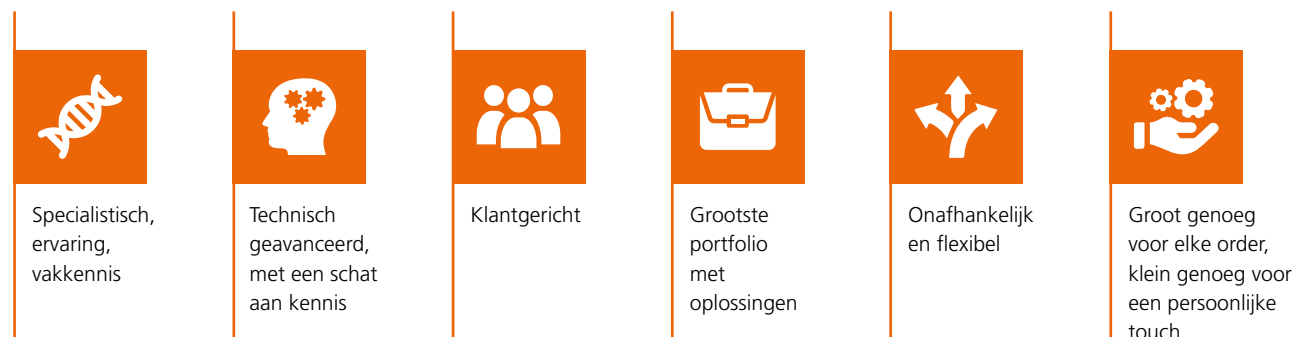 Specialistisch,
ervaring,
vakkennis
Technisch
geavanceerd,
met een schat
aan kennis
Klantgericht
Grootste
portfolio
met
oplossingen
Onafhankelijk
en flexibel
Groot genoeg
voor elke order,
klein genoeg voor
een persoonlijke
touch